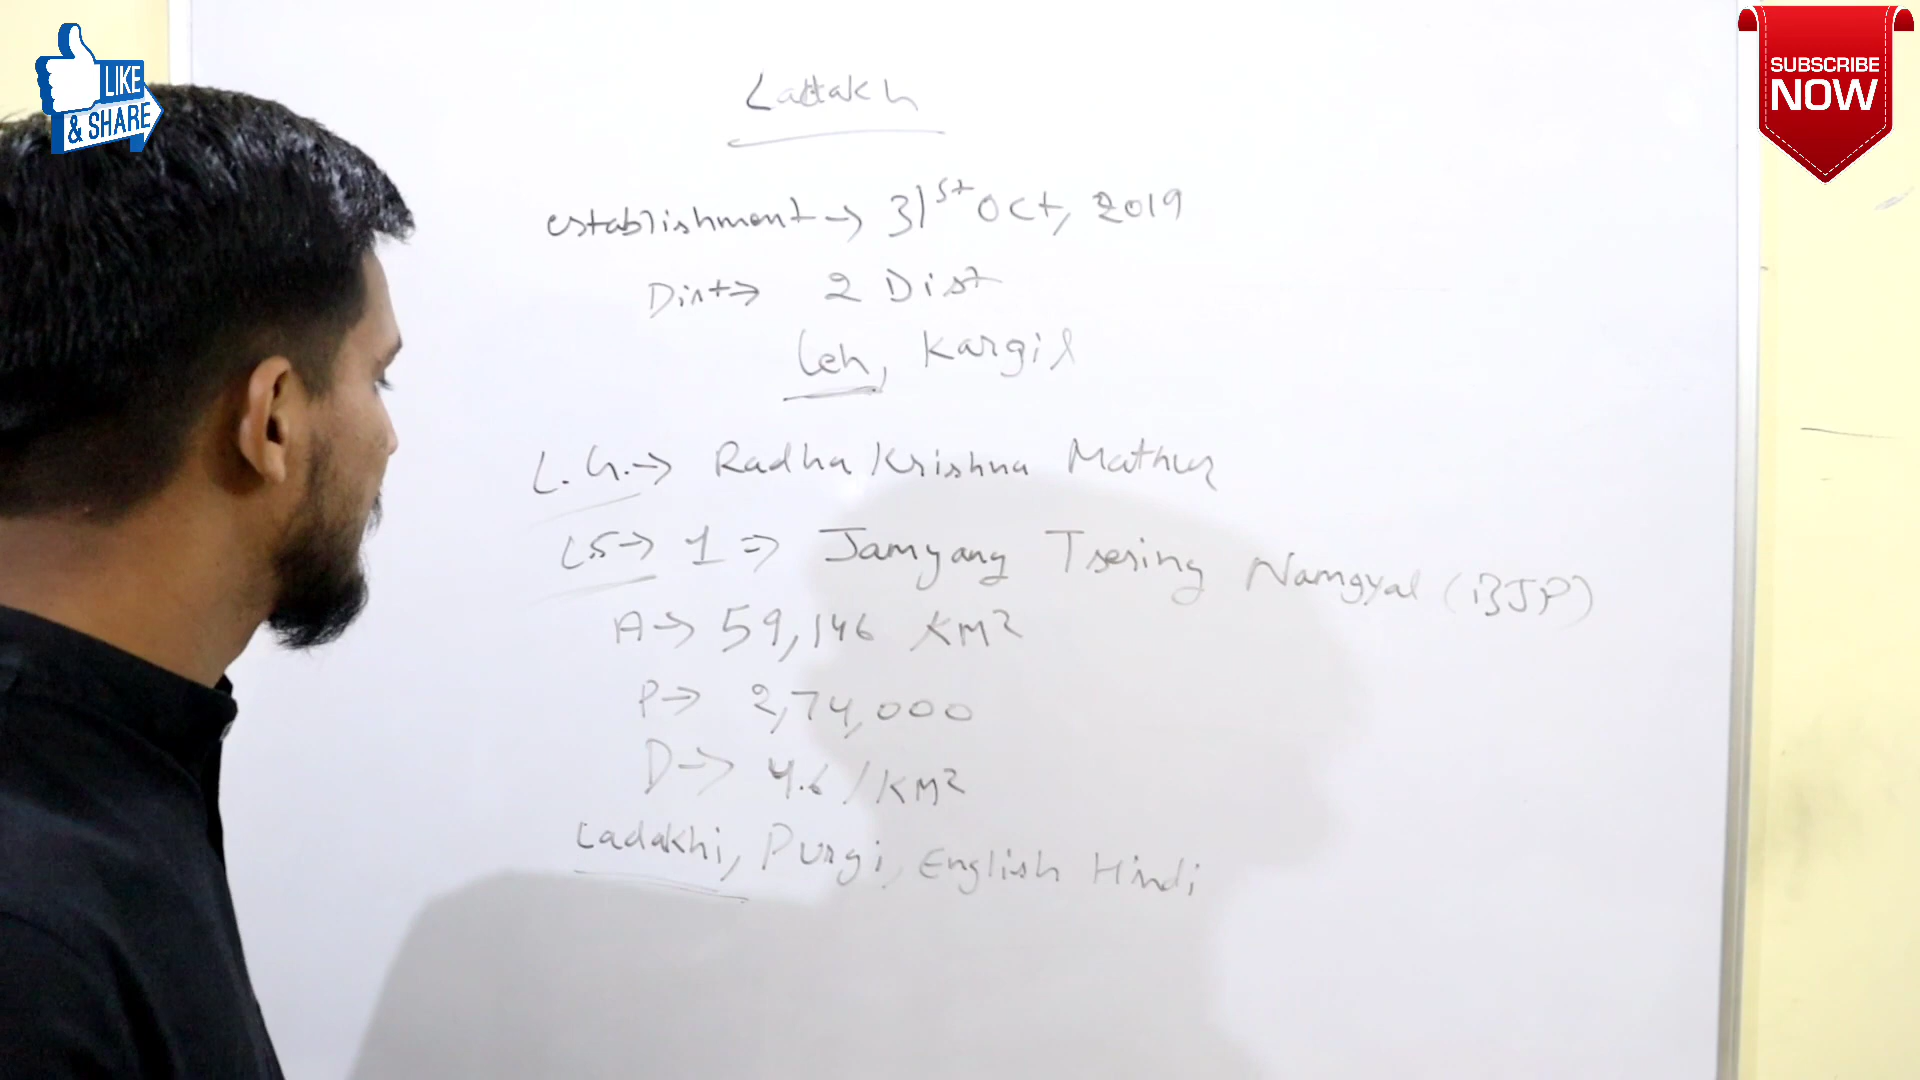 LIKE
& SHARE
SUBSCRIBE
NOW
Ladakh
establishment → 31st Oct, 2019
Dist → 2 Dist
Leh, Kargil
L.G. → Radha Krishna Mathur
LS → 1 ⇒ Jamyang Tsering Namgyal (BJP)
A → 59,146 KM²
P → 2,74,000
D → 4.6 / KM²
Ladakhi, Purgi, English Hindi